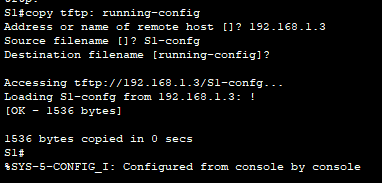 S1#copy tftp: running-config
Address or name of remote host []? 192.168.1.3
Source filename []? S1-confg
Destination filename [running-config]?
Accessing tftp://192.168.1.3/S1-confg...
Loading S1-confg from 192.168.1.3: !
[OK - 1536 bytes]
1536 bytes copied in 0 secs
S1#
%SYS-5-CONFIG_I: Configured from console by console